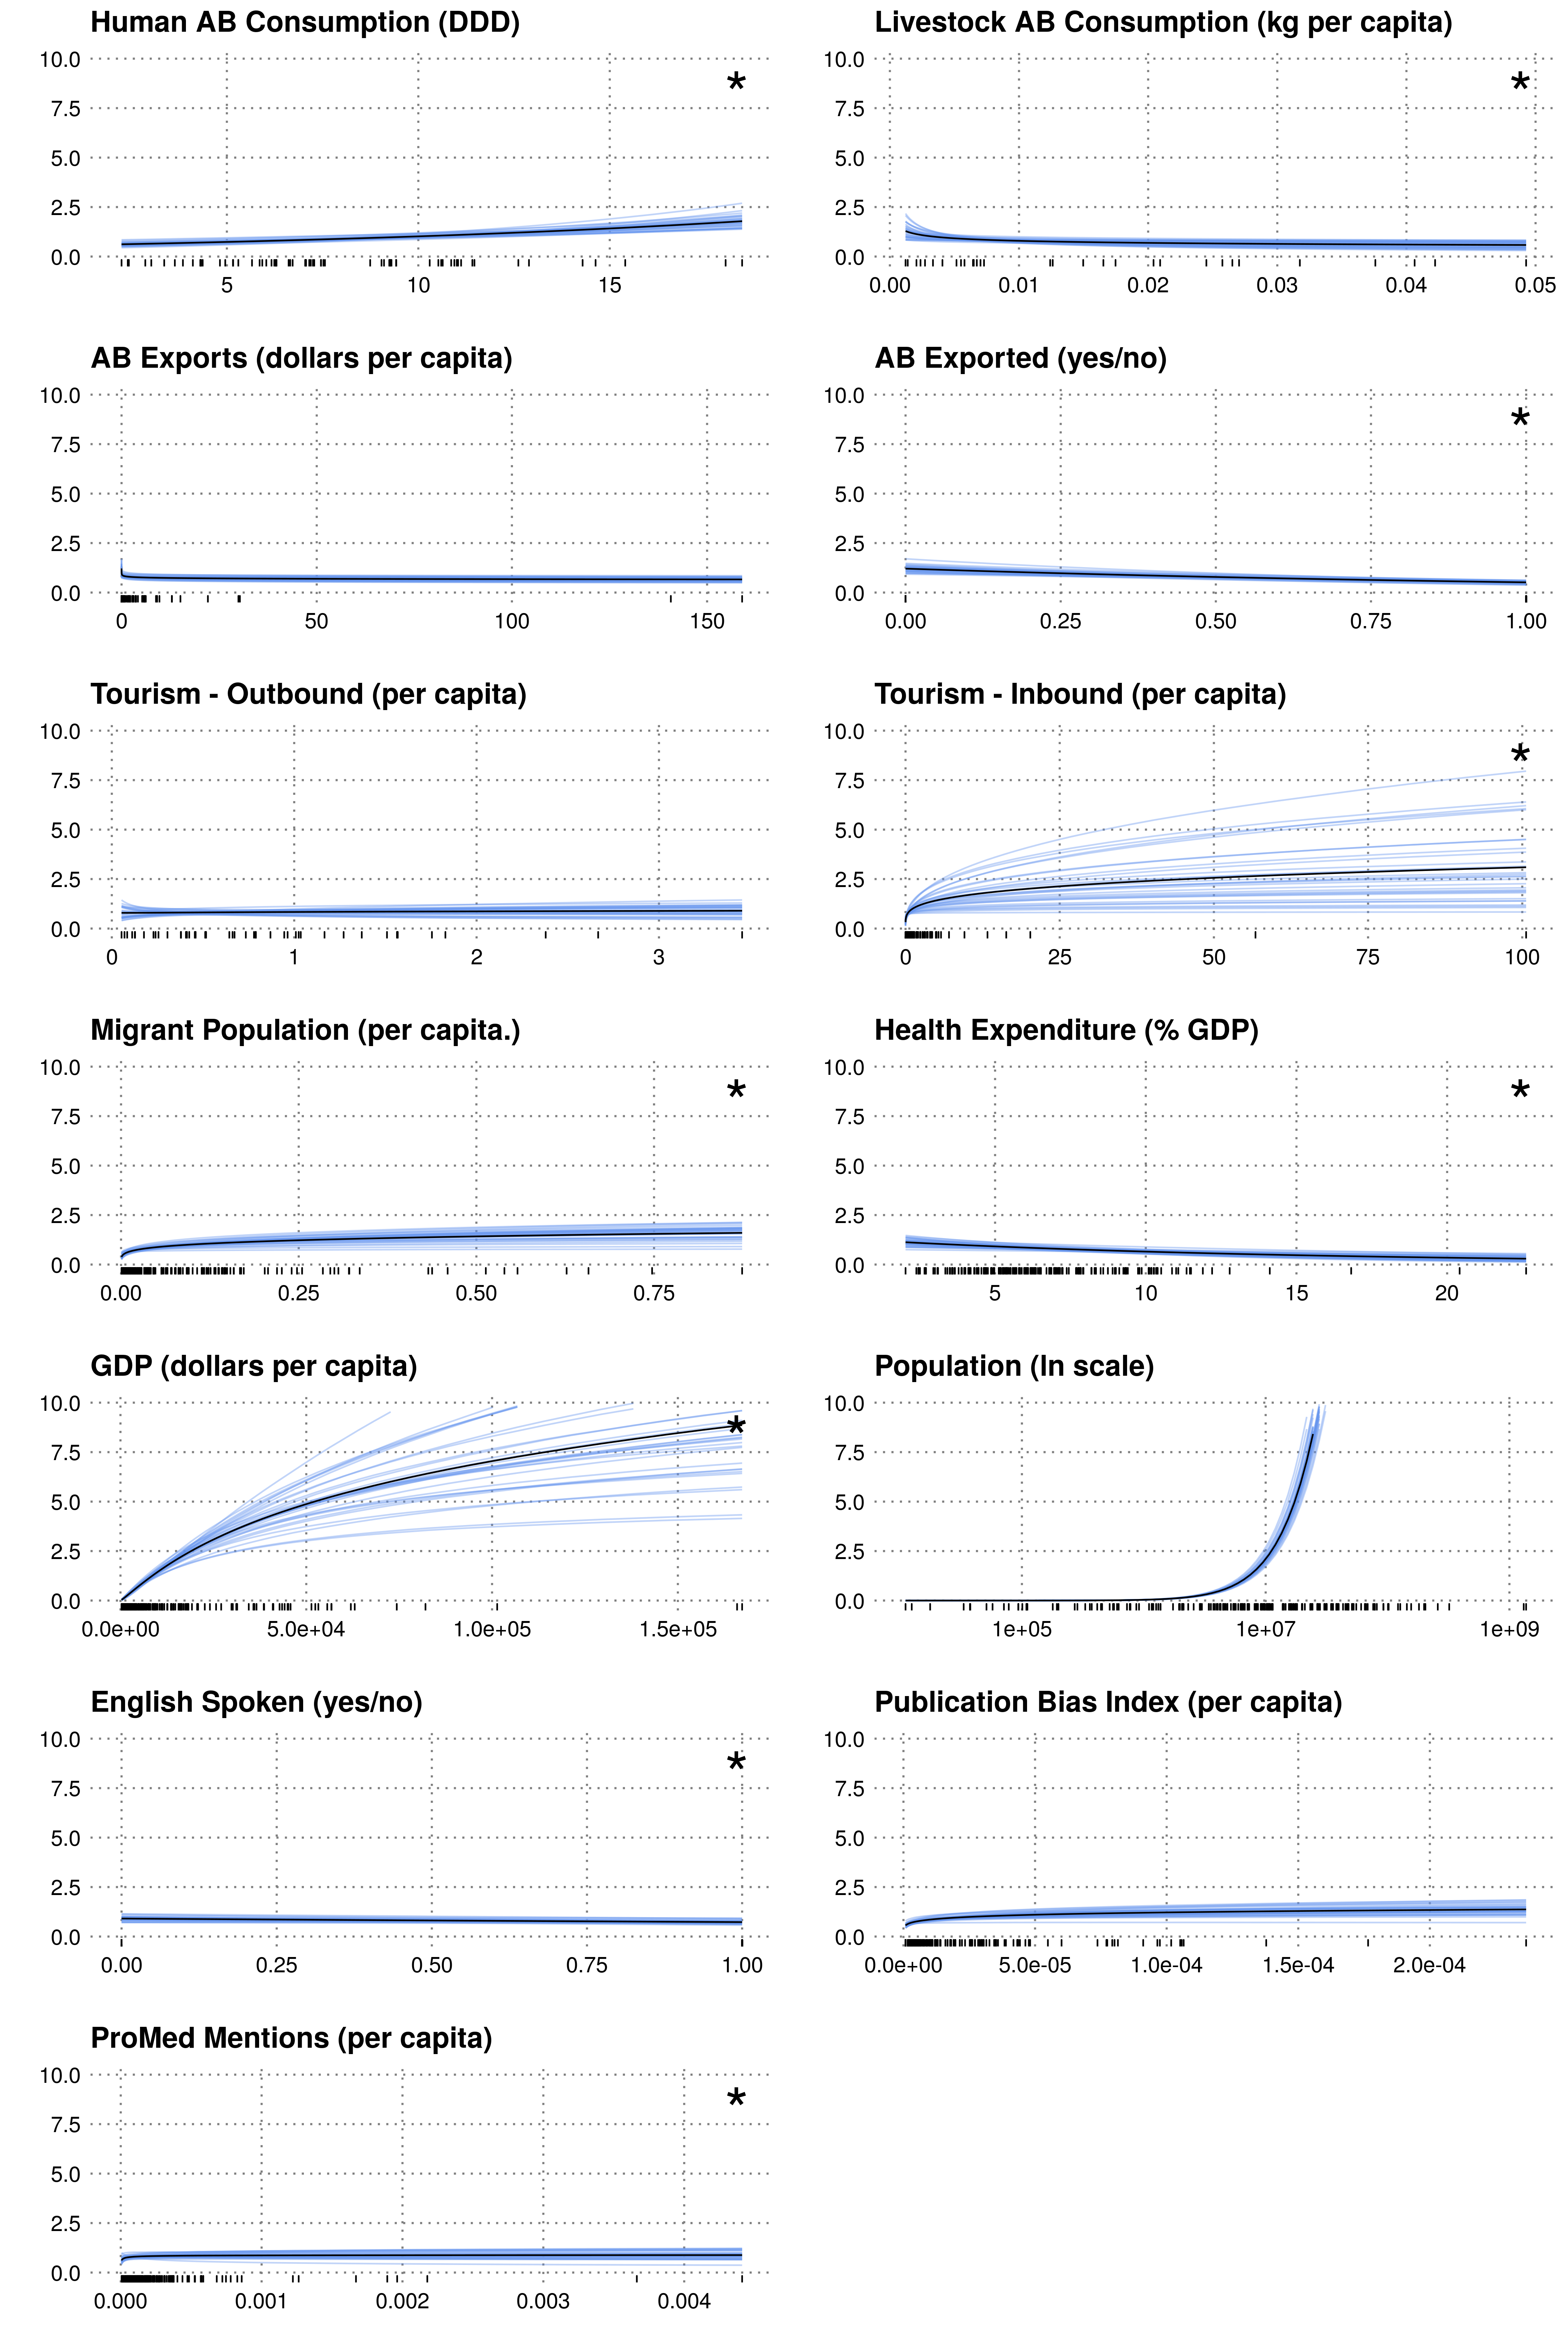 Human AB Consumption (DDD)
10.0
*
7.5
5.0
2.5
0.0
5 10 15
Livestock AB Consumption (kg per capita)
10.0
*
7.5
5.0
2.5
0.0
0.00 0.01 0.02 0.03 0.04 0.05
AB Exports (dollars per capita)
10.0
7.5
5.0
2.5
0.0
0 50 100 150
AB Exported (yes/no)
10.0
*
7.5
5.0
2.5
0.0
0.00 0.25 0.50 0.75 1.00
Tourism - Outbound (per capita)
10.0
7.5
5.0
2.5
0.0
0 1 2 3
Tourism - Inbound (per capita)
10.0
*
7.5
5.0
2.5
0.0
0 25 50 75 100
Migrant Population (per capita.)
10.0
*
7.5
5.0
2.5
0.0
0.00 0.25 0.50 0.75
Health Expenditure (% GDP)
10.0
*
7.5
5.0
2.5
0.0
5 10 15 20
GDP (dollars per capita)
10.0
*
7.5
5.0
2.5
0.0
0.0e+00 5.0e+04 1.0e+05 1.5e+05
Population (ln scale)
10.0
7.5
5.0
2.5
0.0
1e+05 1e+07 1e+09
English Spoken (yes/no)
10.0
*
7.5
5.0
2.5
0.0
0.00 0.25 0.50 0.75 1.00
Publication Bias Index (per capita)
10.0
7.5
5.0
2.5
0.0
0.0e+00 5.0e-05 1.0e-04 1.5e-04 2.0e-04
ProMed Mentions (per capita)
10.0
*
7.5
5.0
2.5
0.0
0.000 0.001 0.002 0.003 0.004